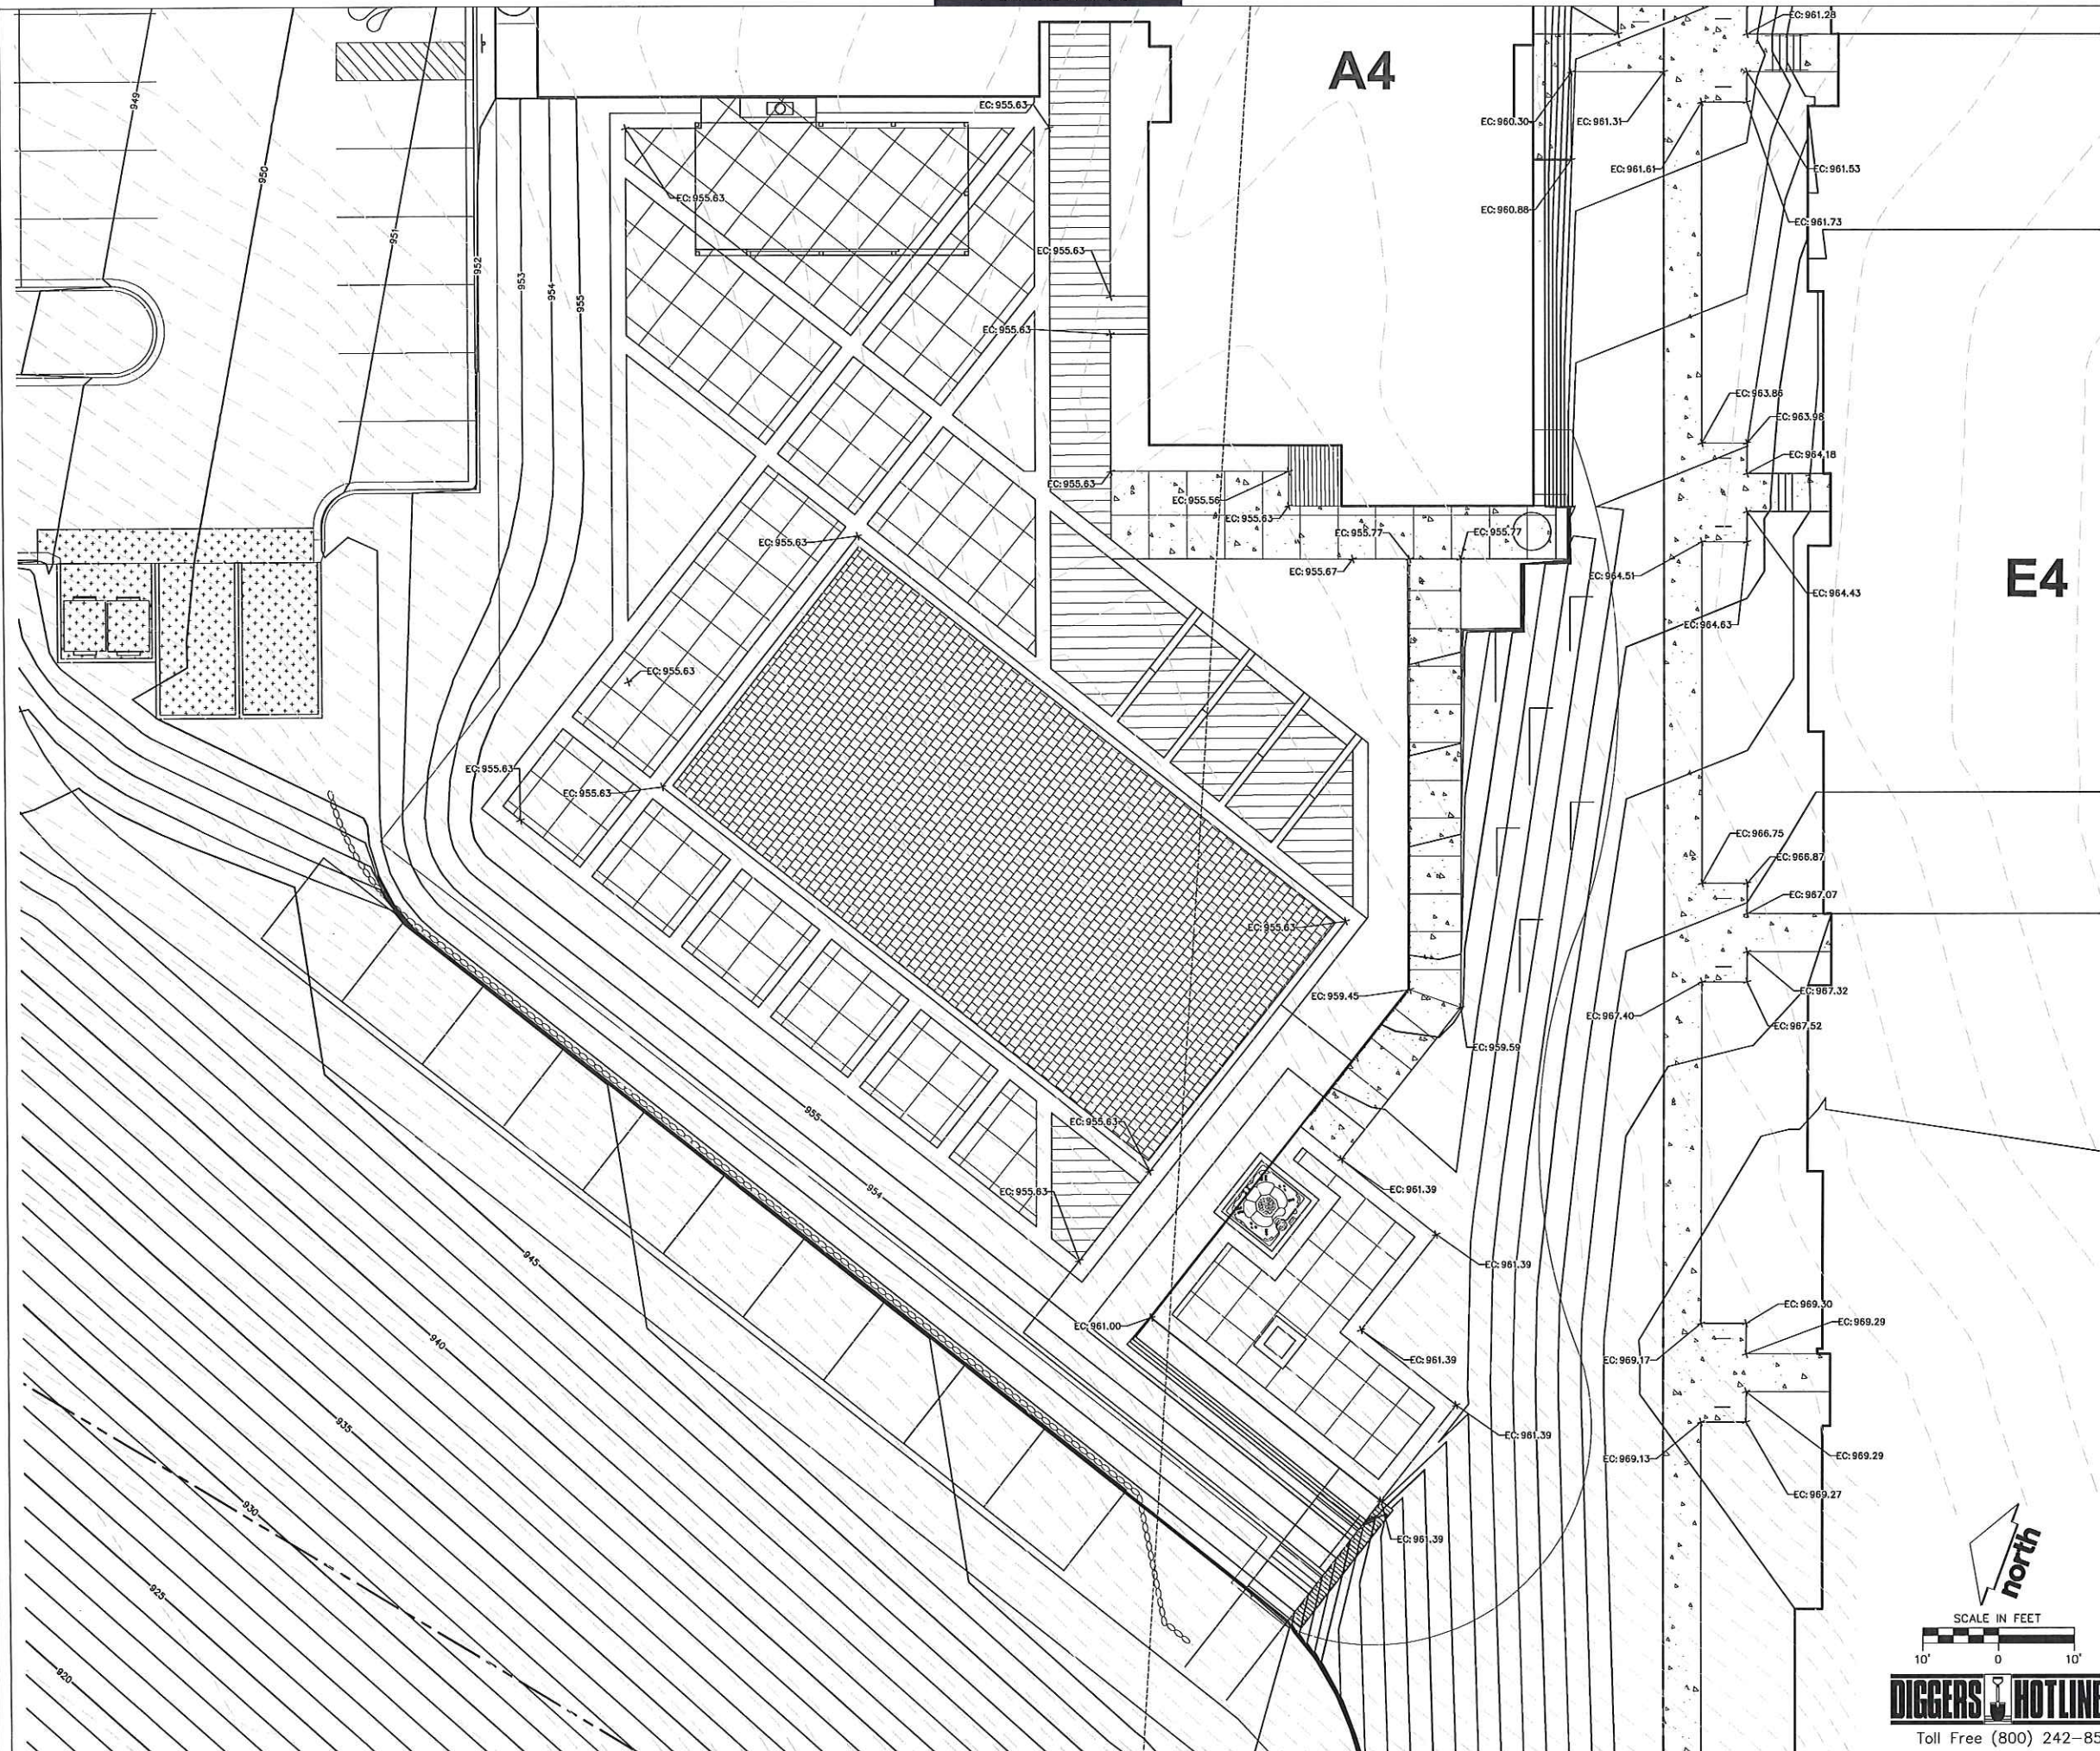 EC:961.28
A4
949
EC:955.63
EC:960.30
EC:961.31
EC:961.61
EC:961.53
950
EC:955.63
EC:960.88
EC:961.73
951
EC:955.63
952
953
954
955
EC:955.63
EC:963.86
EC:963.98
EC:964.18
EC:955.63
EC:955.56
EC:955.63
EC:955.63
EC:955.77
EC:955.77
EC:955.67
EC:964.51
E4
EC:964.43
EC:964.63
EC:955.63
EC:955.63
EC:955.63
EC:966.75
EC:966.87
EC:967.07
EC:955.63
EC:959.45
EC:967.32
EC:967.40
EC:967.52
EC:959.59
955
EC:955.63
954
EC:955.63
EC:961.39
945
EC:961.39
EC:969.30
EC:969.29
940
EC:961.00
EC:961.39
EC:969.17
935
EC:961.39
EC:969.13
EC:969.29
EC:969.27
930
EC:961.39
north
925
SCALE IN FEET
10' 0 10'
920
DIGGERS HOTLINE
Toll Free (800) 242-85